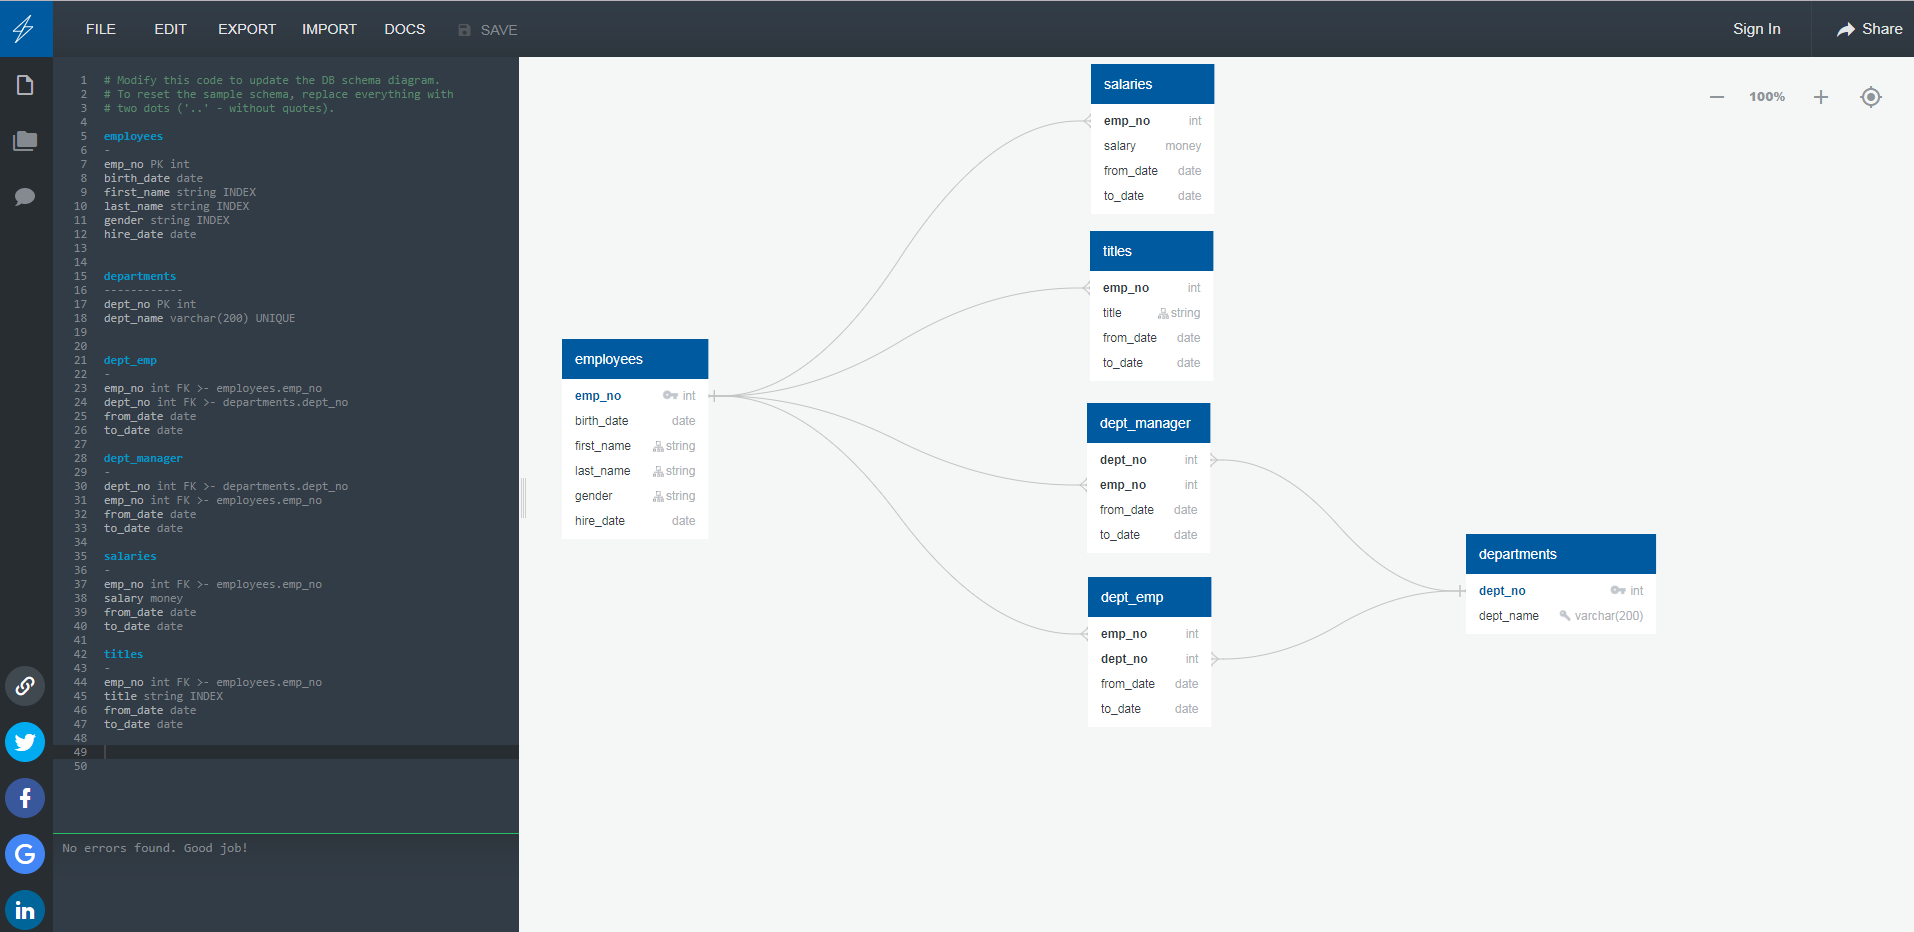 FILE EDIT EXPORT IMPORT DOCS SAVE Sign In Share
1 # Modify this code to update the DB schema diagram.
2 # To reset the sample schema, replace everything with
3 # two dots ('..' - without quotes).
4
5 employees
6 -
7 emp_no PK int
8 birth_date date
9 first_name string INDEX
10 last_name string INDEX
11 gender string INDEX
12 hire_date date
13
14
15 departments
16 ------------
17 dept_no PK int
18 dept_name varchar(200) UNIQUE
19
20
21 dept_emp
22 -
23 emp_no int FK >- employees.emp_no
24 dept_no int FK >- departments.dept_no
25 from_date date
26 to_date date
27
28 dept_manager
29 -
30 dept_no int FK >- departments.dept_no
31 emp_no int FK >- employees.emp_no
32 from_date date
33 to_date date
34
35 salaries
36 -
37 emp_no int FK >- employees.emp_no
38 salary money
39 from_date date
40 to_date date
41
42 titles
43 -
44 emp_no int FK >- employees.emp_no
45 title string INDEX
46 from_date date
47 to_date date
48
49
50
No errors found. Good job!
f
G
in
100%
employees
emp_no int
birth_date date
first_name string
last_name string
gender string
hire_date date
salaries
emp_no int
salary money
from_date date
to_date date
titles
emp_no int
title string
from_date date
to_date date
dept_manager
dept_no int
emp_no int
from_date date
to_date date
dept_emp
emp_no int
dept_no int
from_date date
to_date date
departments
dept_no int
dept_name varchar(200)